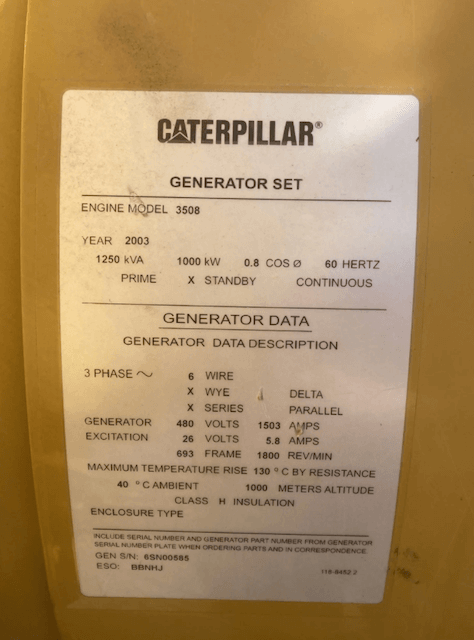 CATERPILLAR®
GENERATOR SET
ENGINE MODEL 3508
YEAR 2003
1250 kVA 1000 kW 0.8 COS Ø 60 HERTZ
PRIME X STANDBY CONTINUOUS
GENERATOR DATA
GENERATOR DATA DESCRIPTION
3 PHASE ~ 6 WIRE
X WYE DELTA
X SERIES PARALLEL
GENERATOR 480 VOLTS 1503 AMPS
EXCITATION 26 VOLTS 5.8 AMPS
693 FRAME 1800 REV/MIN
MAXIMUM TEMPERATURE RISE 130 ° C BY RESISTANCE
40 ° C AMBIENT 1000 METERS ALTITUDE
CLASS H INSULATION
ENCLOSURE TYPE
INCLUDE SERIAL NUMBER AND GENERATOR PART NUMBER FROM GENERATOR
SERIAL NUMBER PLATE WHEN ORDERING PARTS AND IN CORRESPONDENCE.
GEN S/N: 6SN00585
ESO: BBNHJ
118-8452 2